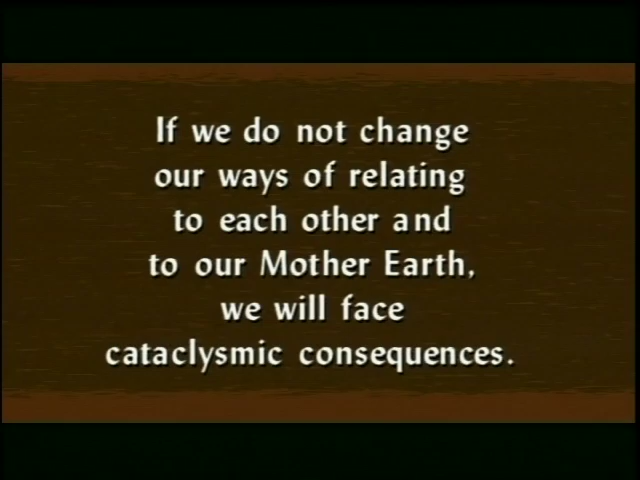 If we do not change
our ways of relating
to each other and
to our Mother Earth,
we will face
cataclysmic consequences.